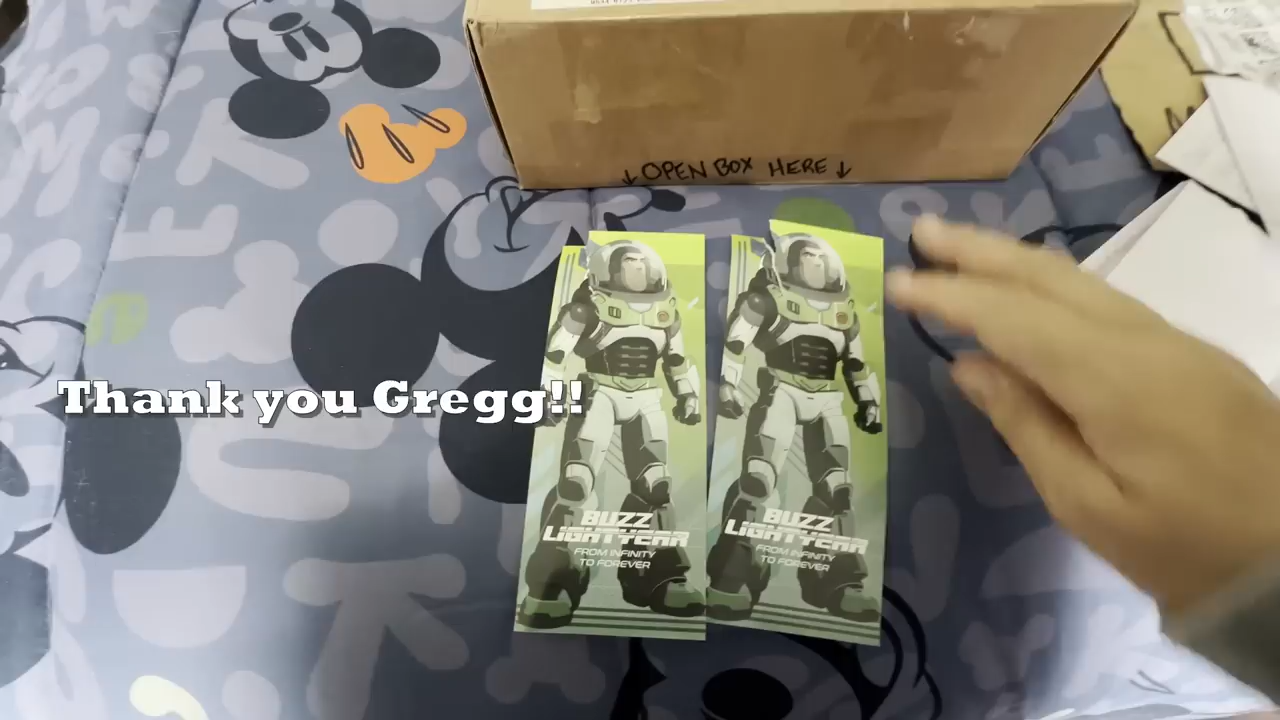 ↓OPEN BOX HERE↓
Thank you Gregg!!
BUZZ
LIGHTYEAR
FROM INFINITY
TO FOREVER
BUZZ
LIGHTYEAR
FROM INFINITY
TO FOREVER